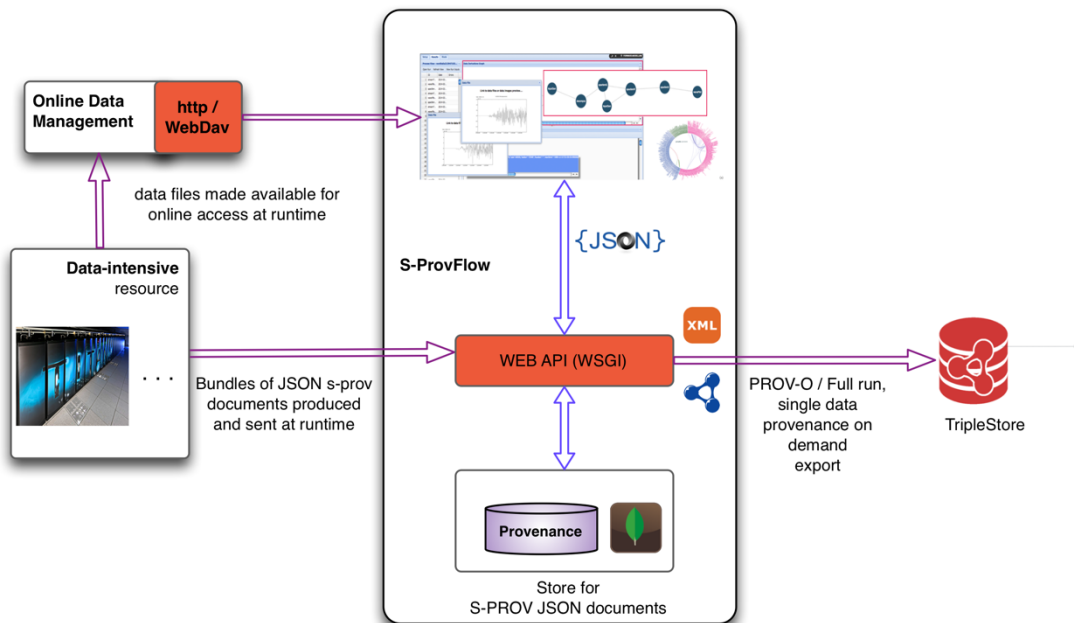 Online Data
Management
http /
WebDav
data files made available for
online access at runtime
Data-intensive
resource
. . .
Bundles of JSON s-prov
documents produced
and sent at runtime
S-ProvFlow
{JSON}
WEB API (WSGI)
XML
PROV-O / Full run,
single data
provenance on
demand
export
TripleStore
Provenance
Store for
S-PROV JSON documents